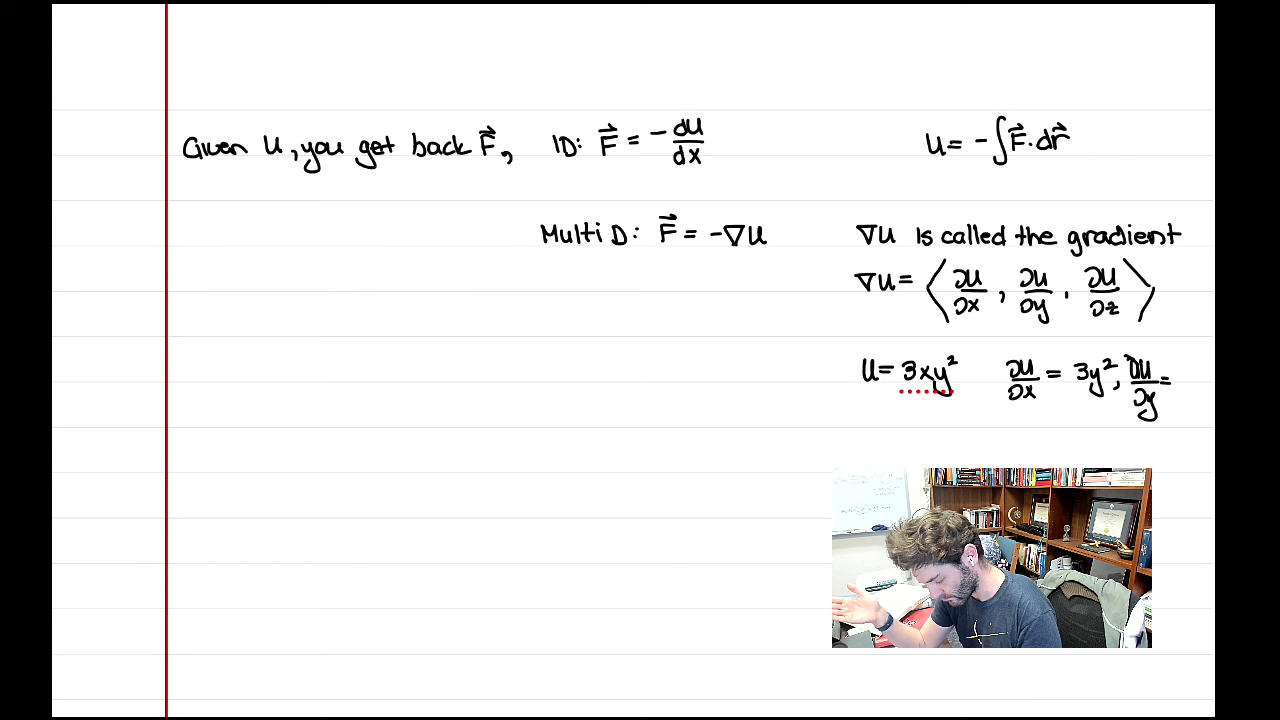 Given U, you get back F⃗, 1D: F⃗ = -dU/dx U = -∫F⃗·dr⃗
Multi D: F⃗ = -∇U ∇U is called the gradient
∇U = ⟨∂U/∂x, ∂U/∂y, ∂U/∂z⟩
U = 3xy² ∂U/∂x = 3y², ∂U/∂y =